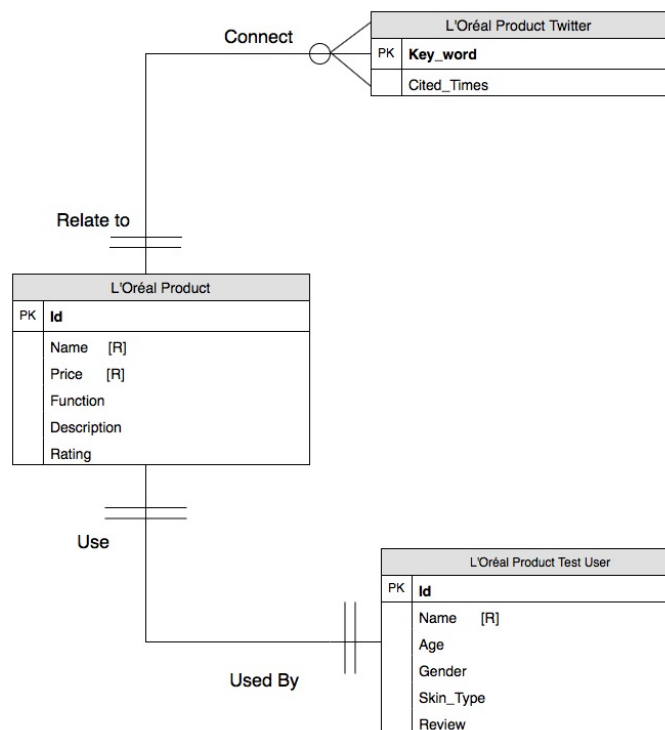 Connect
L'Oréal Product Twitter
PK Key_word
Cited_Times
Relate to
L'Oréal Product
PK Id
Name [R]
Price [R]
Function
Description
Rating
Use
L'Oréal Product Test User
PK Id
Name [R]
Age
Gender
Skin_Type
Used By
Review